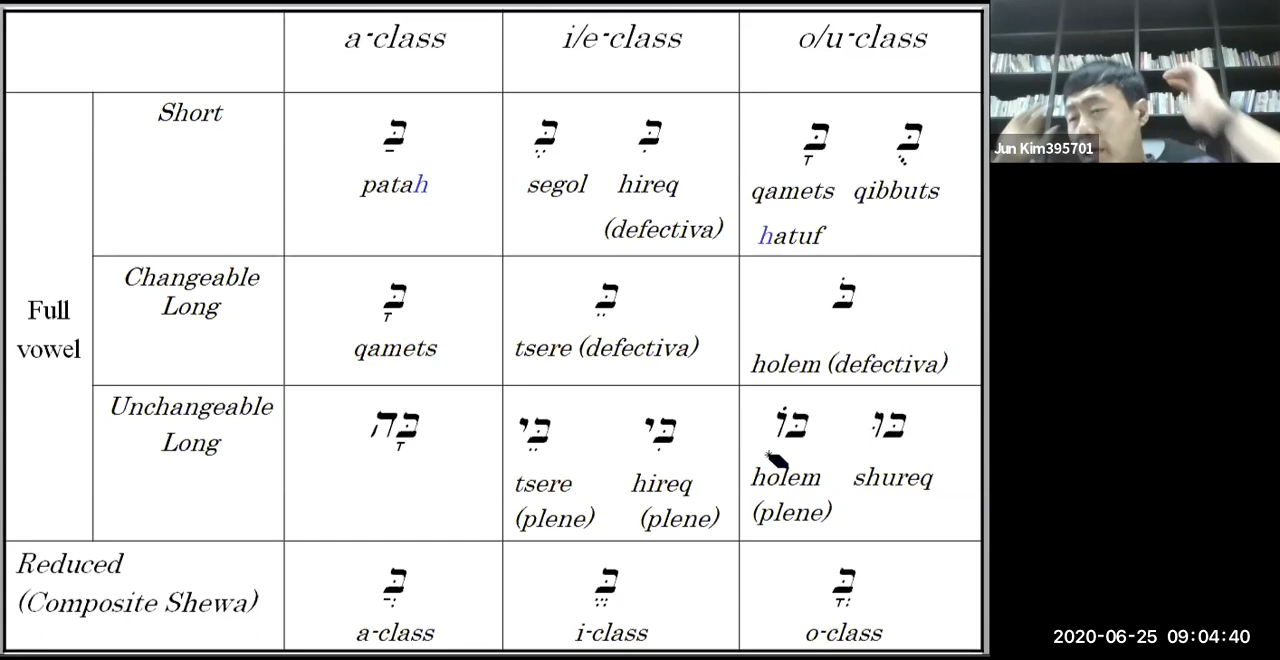 a-class i/e-class o/u-class
Jun Kim395701
Full vowel
Short
בַּ
patah
בֶּ בִּ
segol hireq
(defectiva)
בָּ בֻּ
qamets qibbuts
hatuf
Changeable
Long
בָּ
qamets
בֵּ
tsere (defectiva)
בֹּ
holem (defectiva)
Unchangeable
Long
בָּה
בֵּי בִּי
tsere hireq
(plene) (plene)
בּוֹ בּוּ
holem shureq
(plene)
Reduced
(Composite Shewa)
בֲּ
a-class
בֱּ
i-class
בֳּ
o-class
2020-06-25 09:04:40